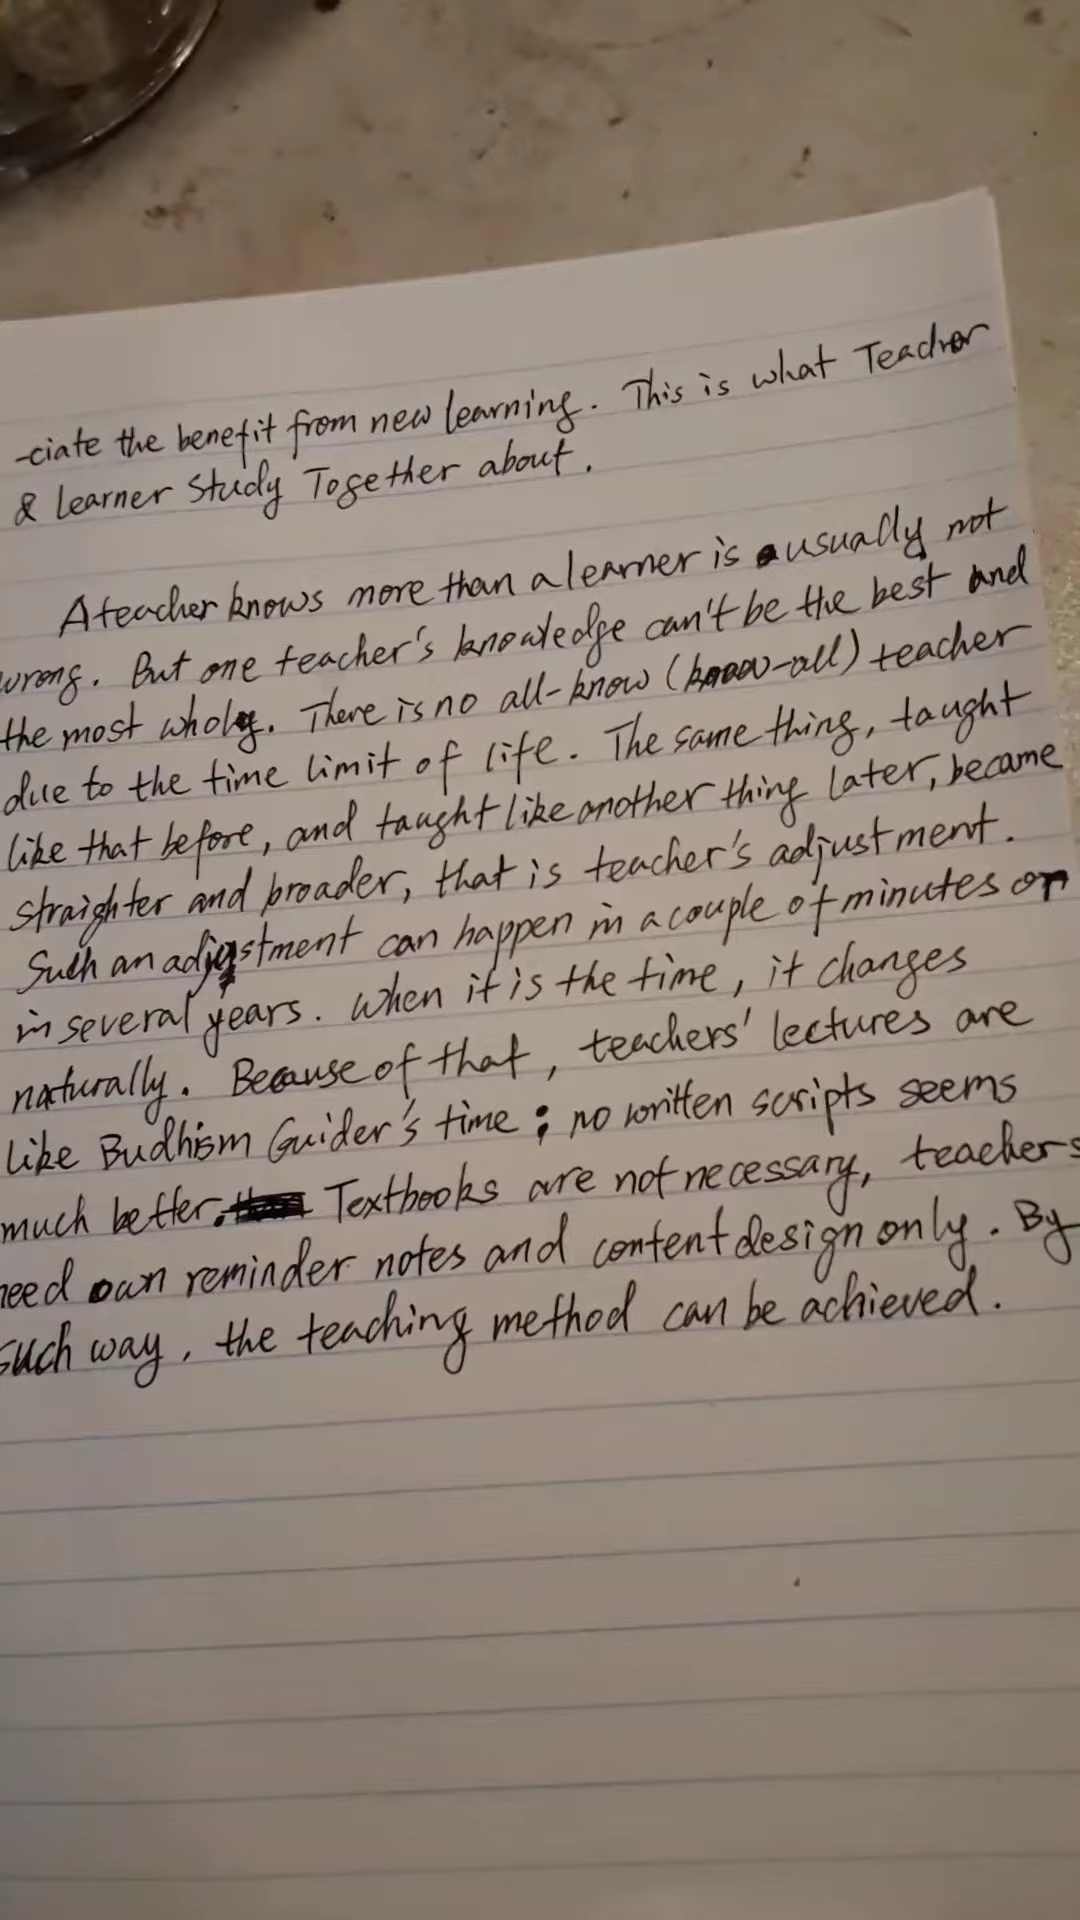 -ciate the benefit from new learning. This is what Teacher
& learner Study Together about.
A teacher knows more than a learner is usually not
wrong. But one teacher's knowledge can't be the best and
the most wholy. There is no all-know (know-all) teacher
due to the time limit of life. The same thing, taught
like that before, and taught like another thing later, became
straighter and broader, that is teacher's adjustment.
Such an adjustment can happen in a couple of minutes or
in several years. When it is the time, it changes
naturally. Because of that, teachers' lectures are
like Budhism Guider's time; no written scripts seems
much better. Textbooks are not necessary, teachers
need own reminder notes and content design only. By
such way, the teaching method can be achieved.